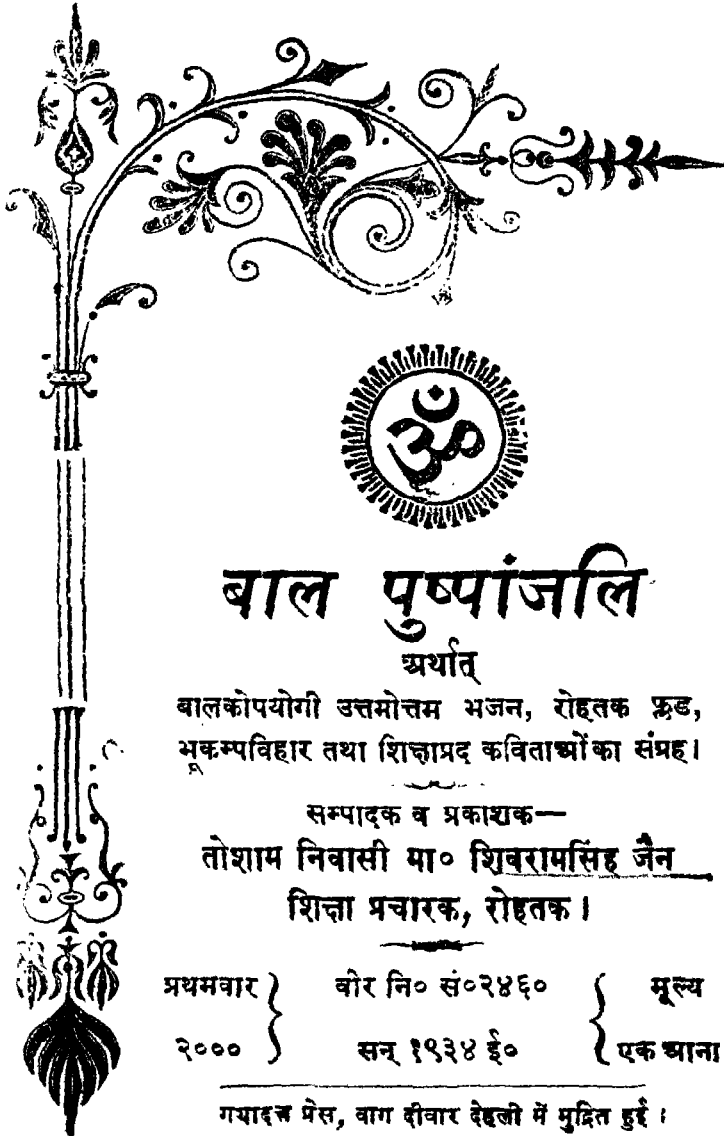 ॐ
बाल पुष्पांजलि
अर्थात्
बालकोपयोगी उत्तमोत्तम भजन, रोहतक फ्लड,
भूकम्पविहार तथा शिक्षाप्रद कविताओंका संग्रह।
सम्पादक व प्रकाशक—
तोशाम निवासी मा० शिवरामसिंह जैन
शिक्षा प्रचारक, रोहतक।
प्रथमवार } वीर नि० सं०२४६० { मूल्य
२००० } सन् १९३४ ई० { एक आना
गयादत्त प्रेस, वाग दीवार देहली में मुद्रित हुई।